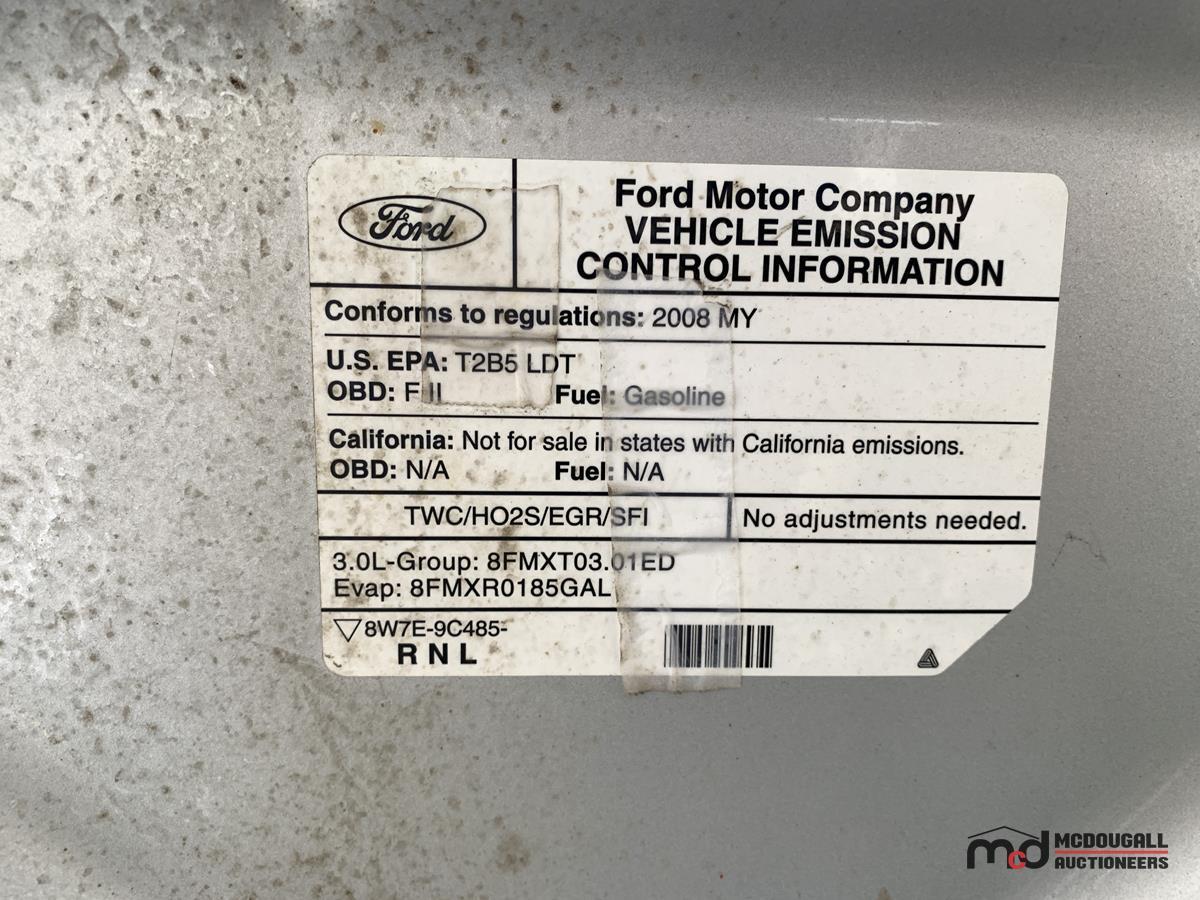 Ford
Ford Motor Company
VEHICLE EMISSION
CONTROL INFORMATION
Conforms to regulations: 2008 MY
U.S. EPA: T2B5 LDT
OBD: F II Fuel: Gasoline
California: Not for sale in states with California emissions.
OBD: N/A Fuel: N/A
TWC/HO2S/EGR/SFI No adjustments needed.
3.0L-Group: 8FMXT03.01ED
Evap: 8FMXR0185GAL
8W7E-9C485-
R N L
mcd MCDOUGALL
AUCTIONEERS